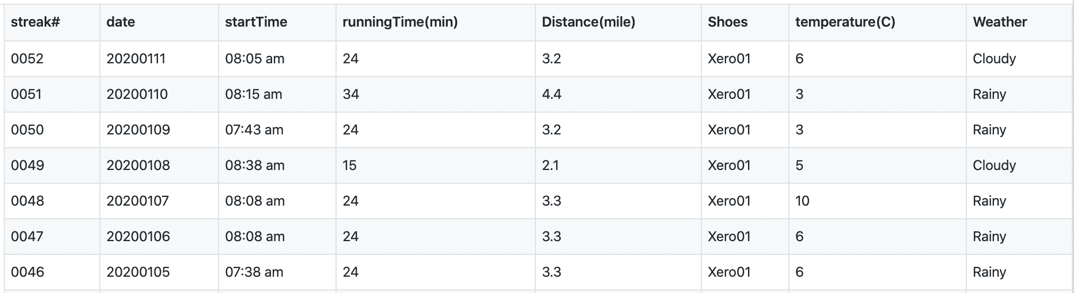 streak# date startTime runningTime(min) Distance(mile) Shoes temperature(C) Weather
0052 20200111 08:05 am 24 3.2 Xero01 6 Cloudy
0051 20200110 08:15 am 34 4.4 Xero01 3 Rainy
0050 20200109 07:43 am 24 3.2 Xero01 3 Rainy
0049 20200108 08:38 am 15 2.1 Xero01 5 Cloudy
0048 20200107 08:08 am 24 3.3 Xero01 10 Rainy
0047 20200106 08:08 am 24 3.3 Xero01 6 Rainy
0046 20200105 07:38 am 24 3.3 Xero01 6 Rainy